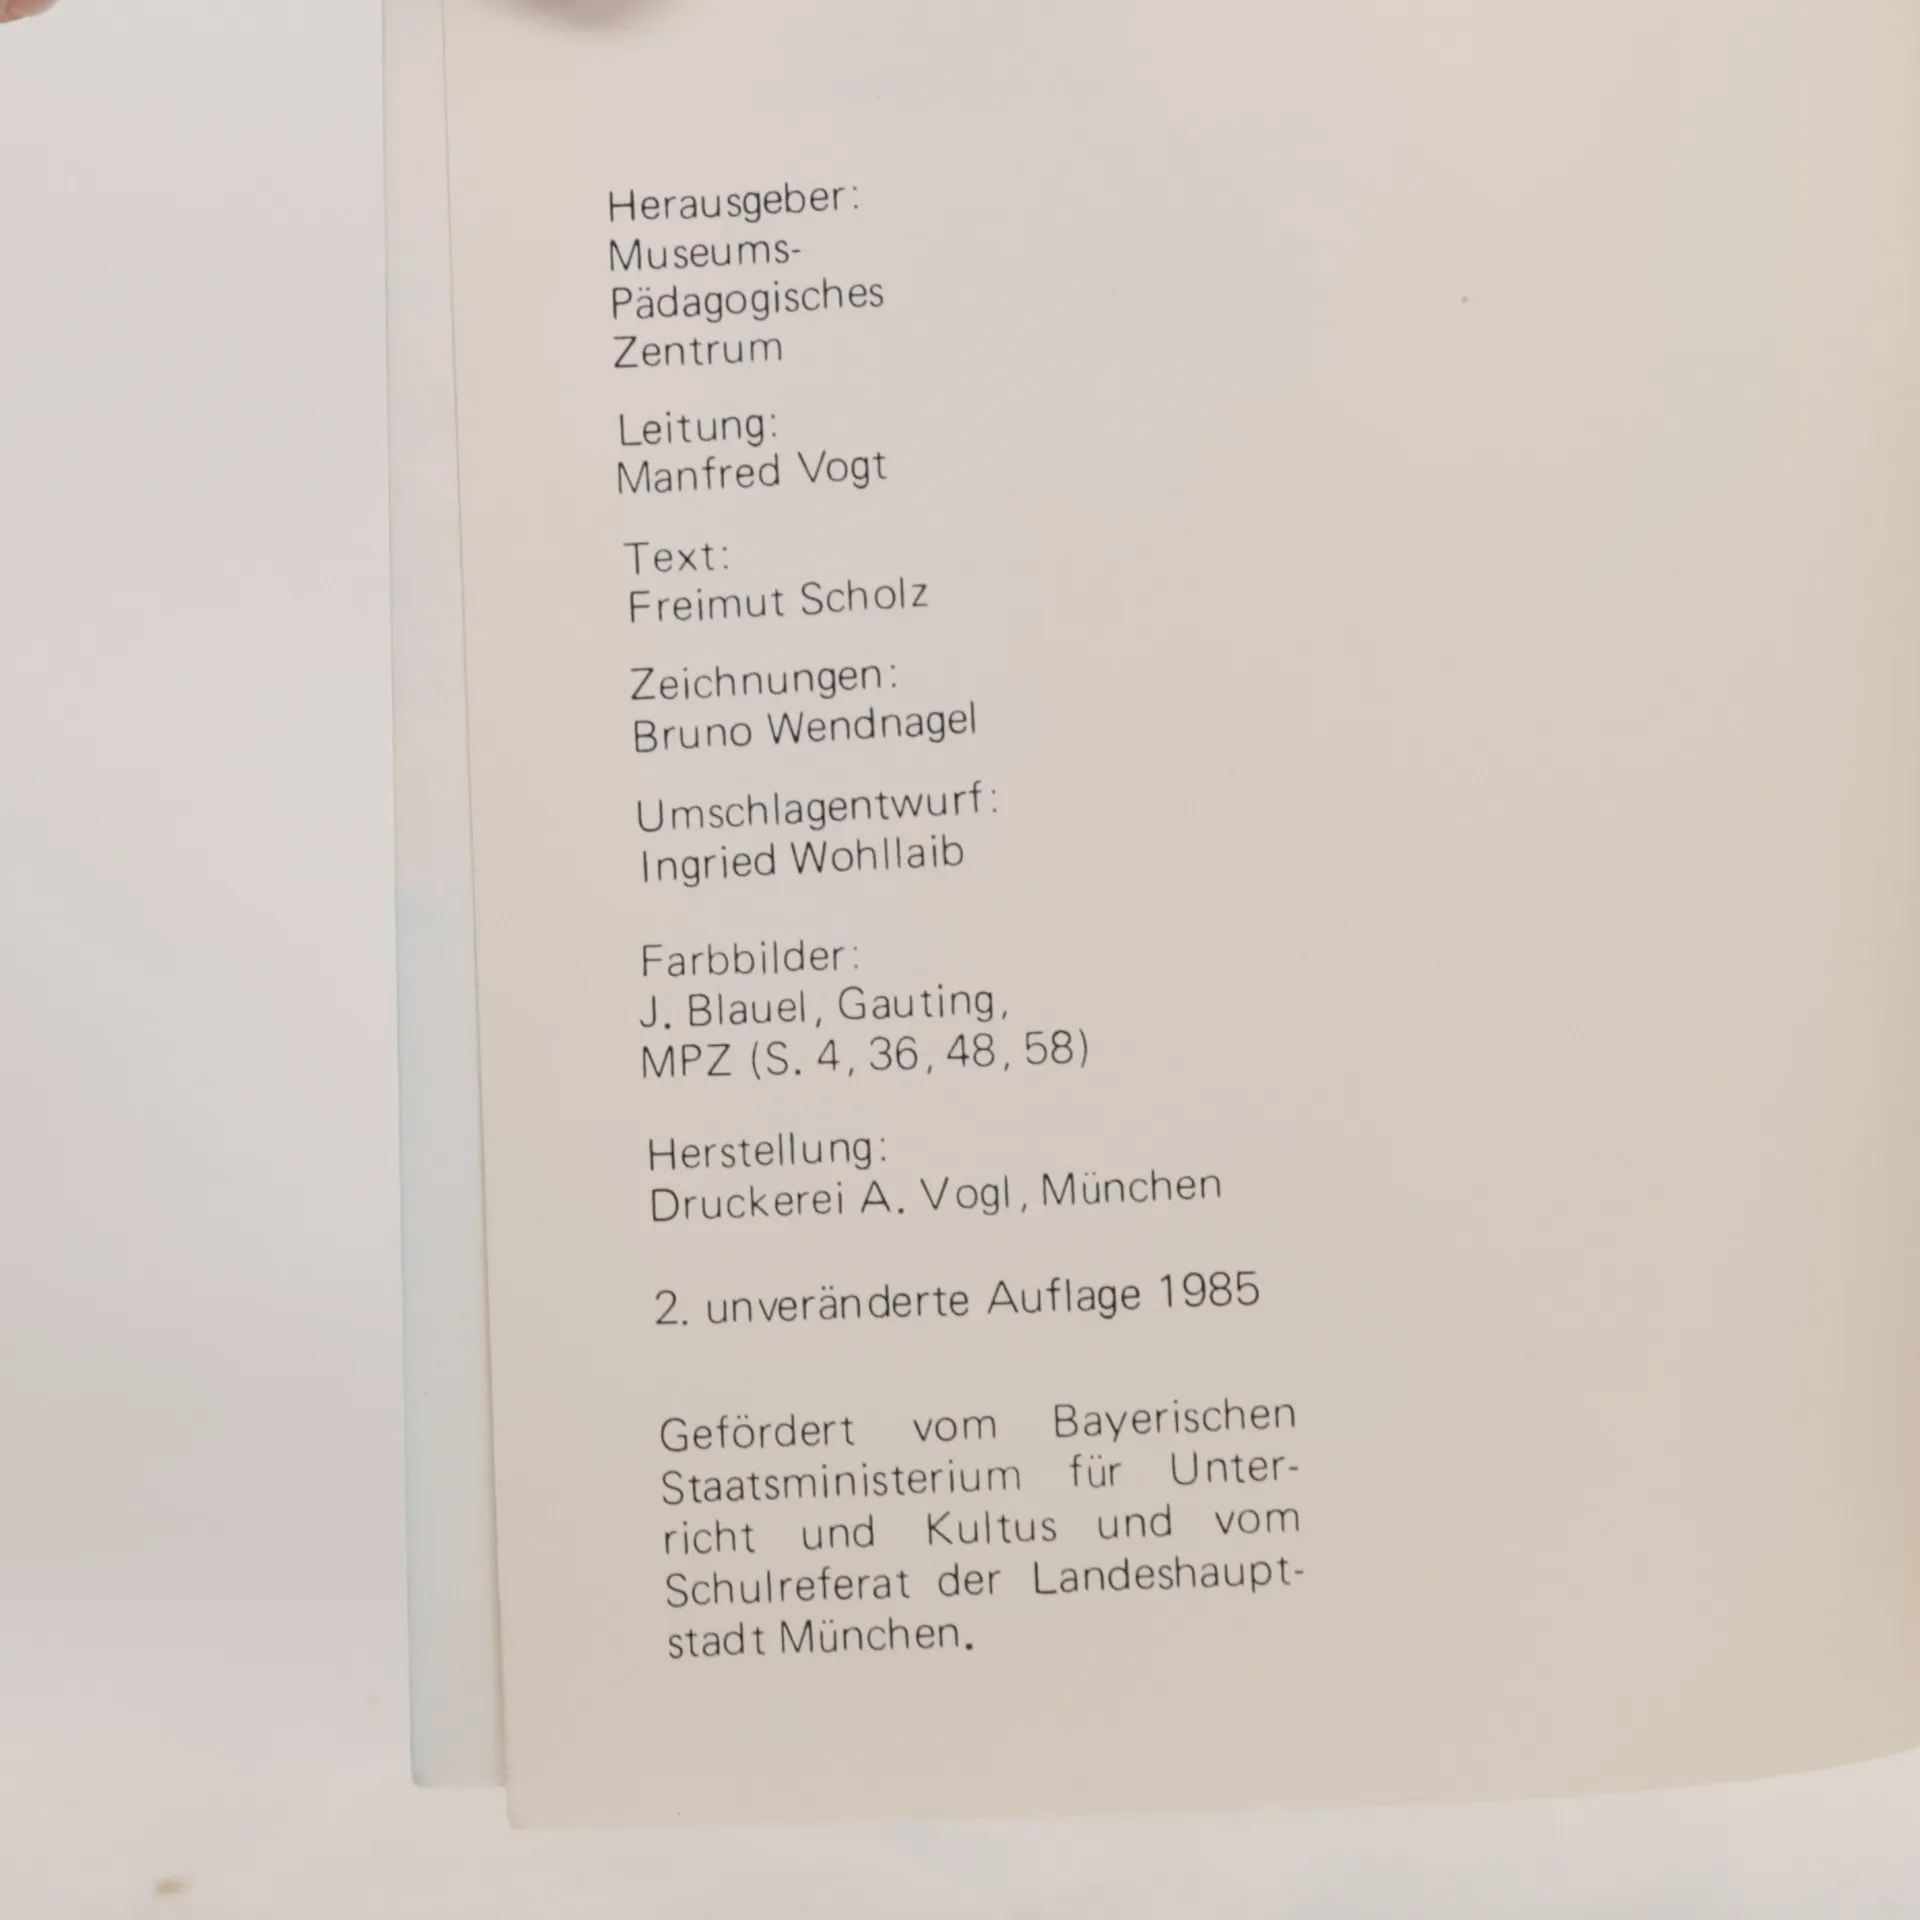 Herausgeber:
Museums-
Pädagogisches
Zentrum
Leitung:
Manfred Vogt
Text:
Freimut Scholz
Zeichnungen:
Bruno Wendnagel
Umschlagentwurf:
Ingried Wohllaib
Farbbilder:
J. Blauel, Gauting,
MPZ (S. 4, 36, 48, 58)
Herstellung:
Druckerei A. Vogl, München
2. unveränderte Auflage 1985
Gefördert vom Bayerischen
Staatsministerium für Unter-
richt und Kultus und vom
Schulreferat der Landeshaupt-
stadt München.